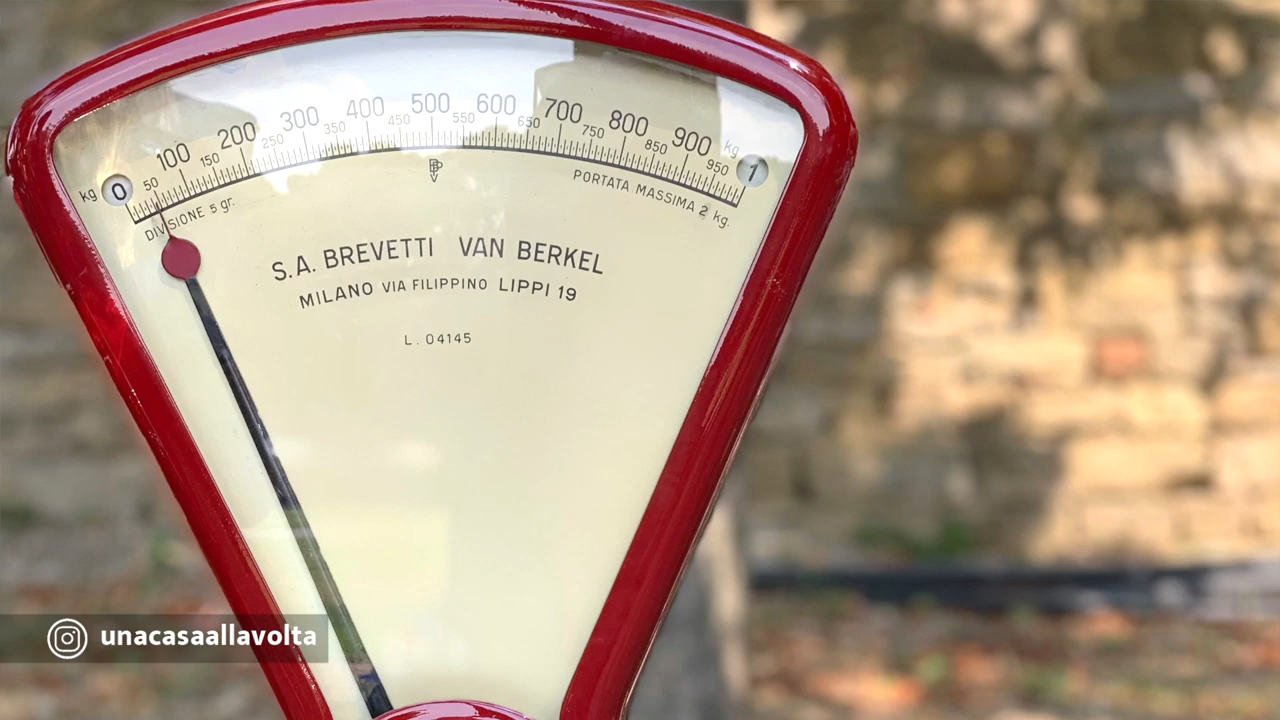 kg 0 50 100 150 200 250 300 350 400 450 500 550 600 650 700 750 800 850 900 950 kg 1
DIVISIONE 5 gr.
PORTATA MASSIMA 2 kg.
S.A. BREVETTI VAN BERKEL
MILANO VIA FILIPPINO LIPPI 19
L. 04145
unacasaallavolta